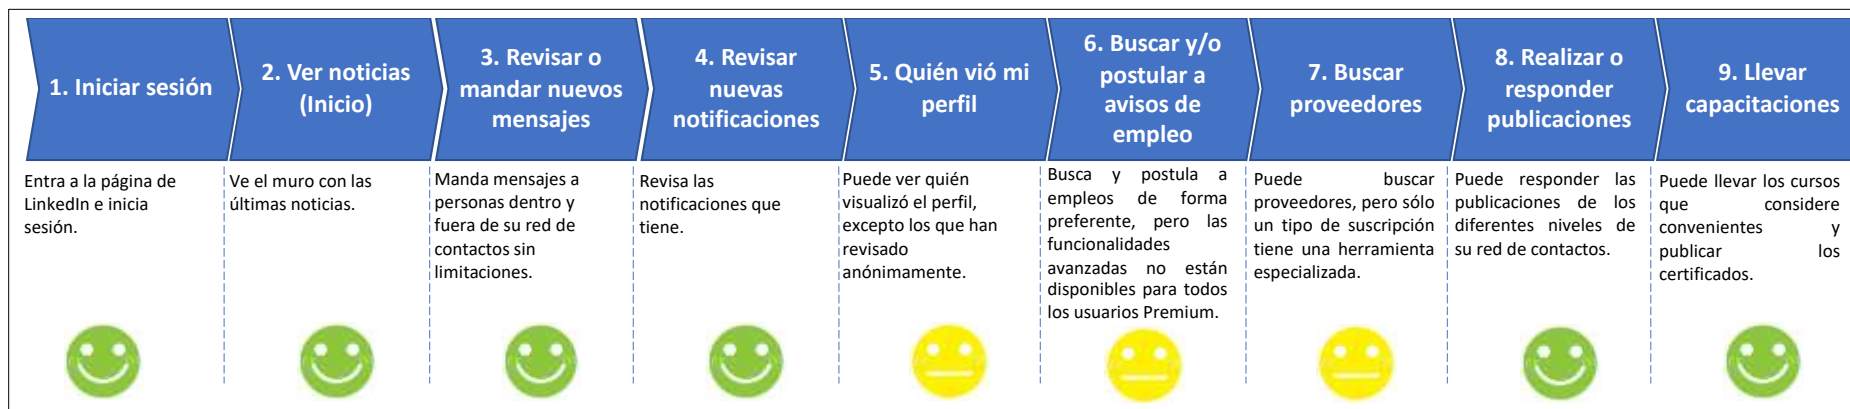 1. Iniciar sesión
2. Ver noticias
(Inicio)
3. Revisar o
mandar nuevos
mensajes
4. Revisar
nuevas
notificaciones
5. Quién vió mi
perfil
6. Buscar y/o
postular a
avisos de
empleo
7. Buscar
proveedores
8. Realizar o
responder
publicaciones
9. Llevar
capacitaciones
Entra a la página de
LinkedIn e inicia
sesión.
Ve el muro con las
últimas noticias.
Manda mensajes a
personas dentro y
fuera de su red de
contactos sin
limitaciones.
Revisa las
notificaciones que
tiene.
Puede ver quién
visualizó el perfil,
excepto los que han
revisado
anónimamente.
Busca y postula a
empleos de forma
preferente, pero las
funcionalidades
avanzadas no están
disponibles para todos
los usuarios Premium.
Puede buscar
proveedores, pero sólo
un tipo de suscripción
tiene una herramienta
especializada.
Puede responder las
publicaciones de los
diferentes niveles de
su red de contactos.
Puede llevar los cursos
que considere
convenientes y
publicar los
certificados.